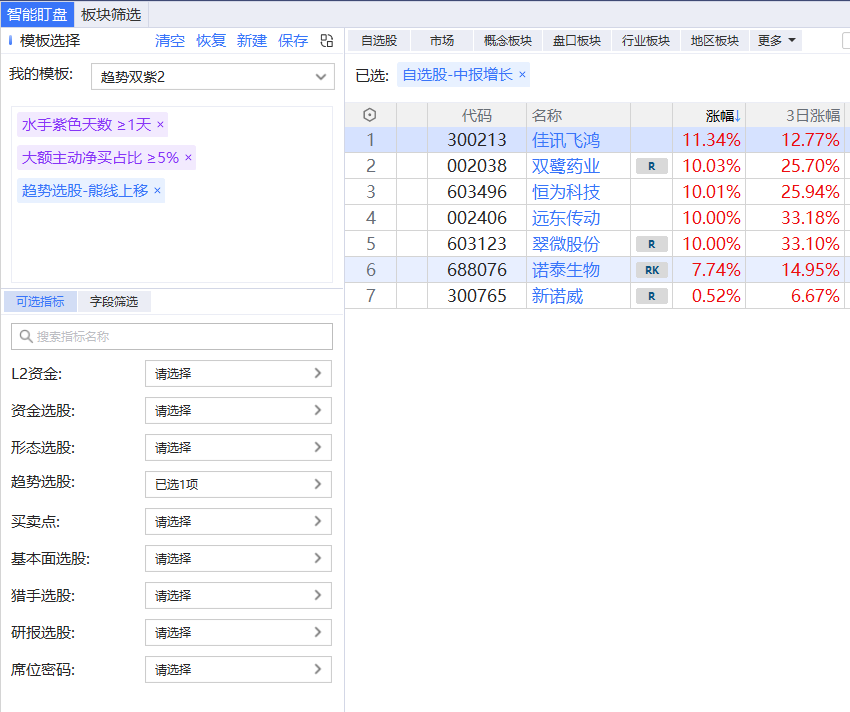 智能盯盘 板块筛选
模板选择 清空 恢复 新建 保存
我的模板: 趋势双紫2
水手紫色天数 ≥1天 ×
大额主动净买占比 ≥5% ×
趋势选股-熊线上移 ×
可选指标 字段筛选
搜索指标名称
L2资金: 请选择
资金选股: 请选择
形态选股: 请选择
趋势选股: 已选1项
买卖点: 请选择
基本面选股: 请选择
猎手选股: 请选择
研报选股: 请选择
席位密码: 请选择
自选股 市场 概念板块 盘口板块 行业板块 地区板块 更多
已选: 自选股-中报增长 ×
代码 名称 涨幅↓ 3日涨幅
1 300213 佳讯飞鸿 11.34% 12.77%
2 002038 双鹭药业 R 10.03% 25.70%
3 603496 恒为科技 10.01% 25.94%
4 002406 远东传动 10.00% 33.18%
5 603123 翠微股份 R 10.00% 33.10%
6 688076 诺泰生物 RK 7.74% 14.95%
7 300765 新诺威 R 0.52% 6.67%